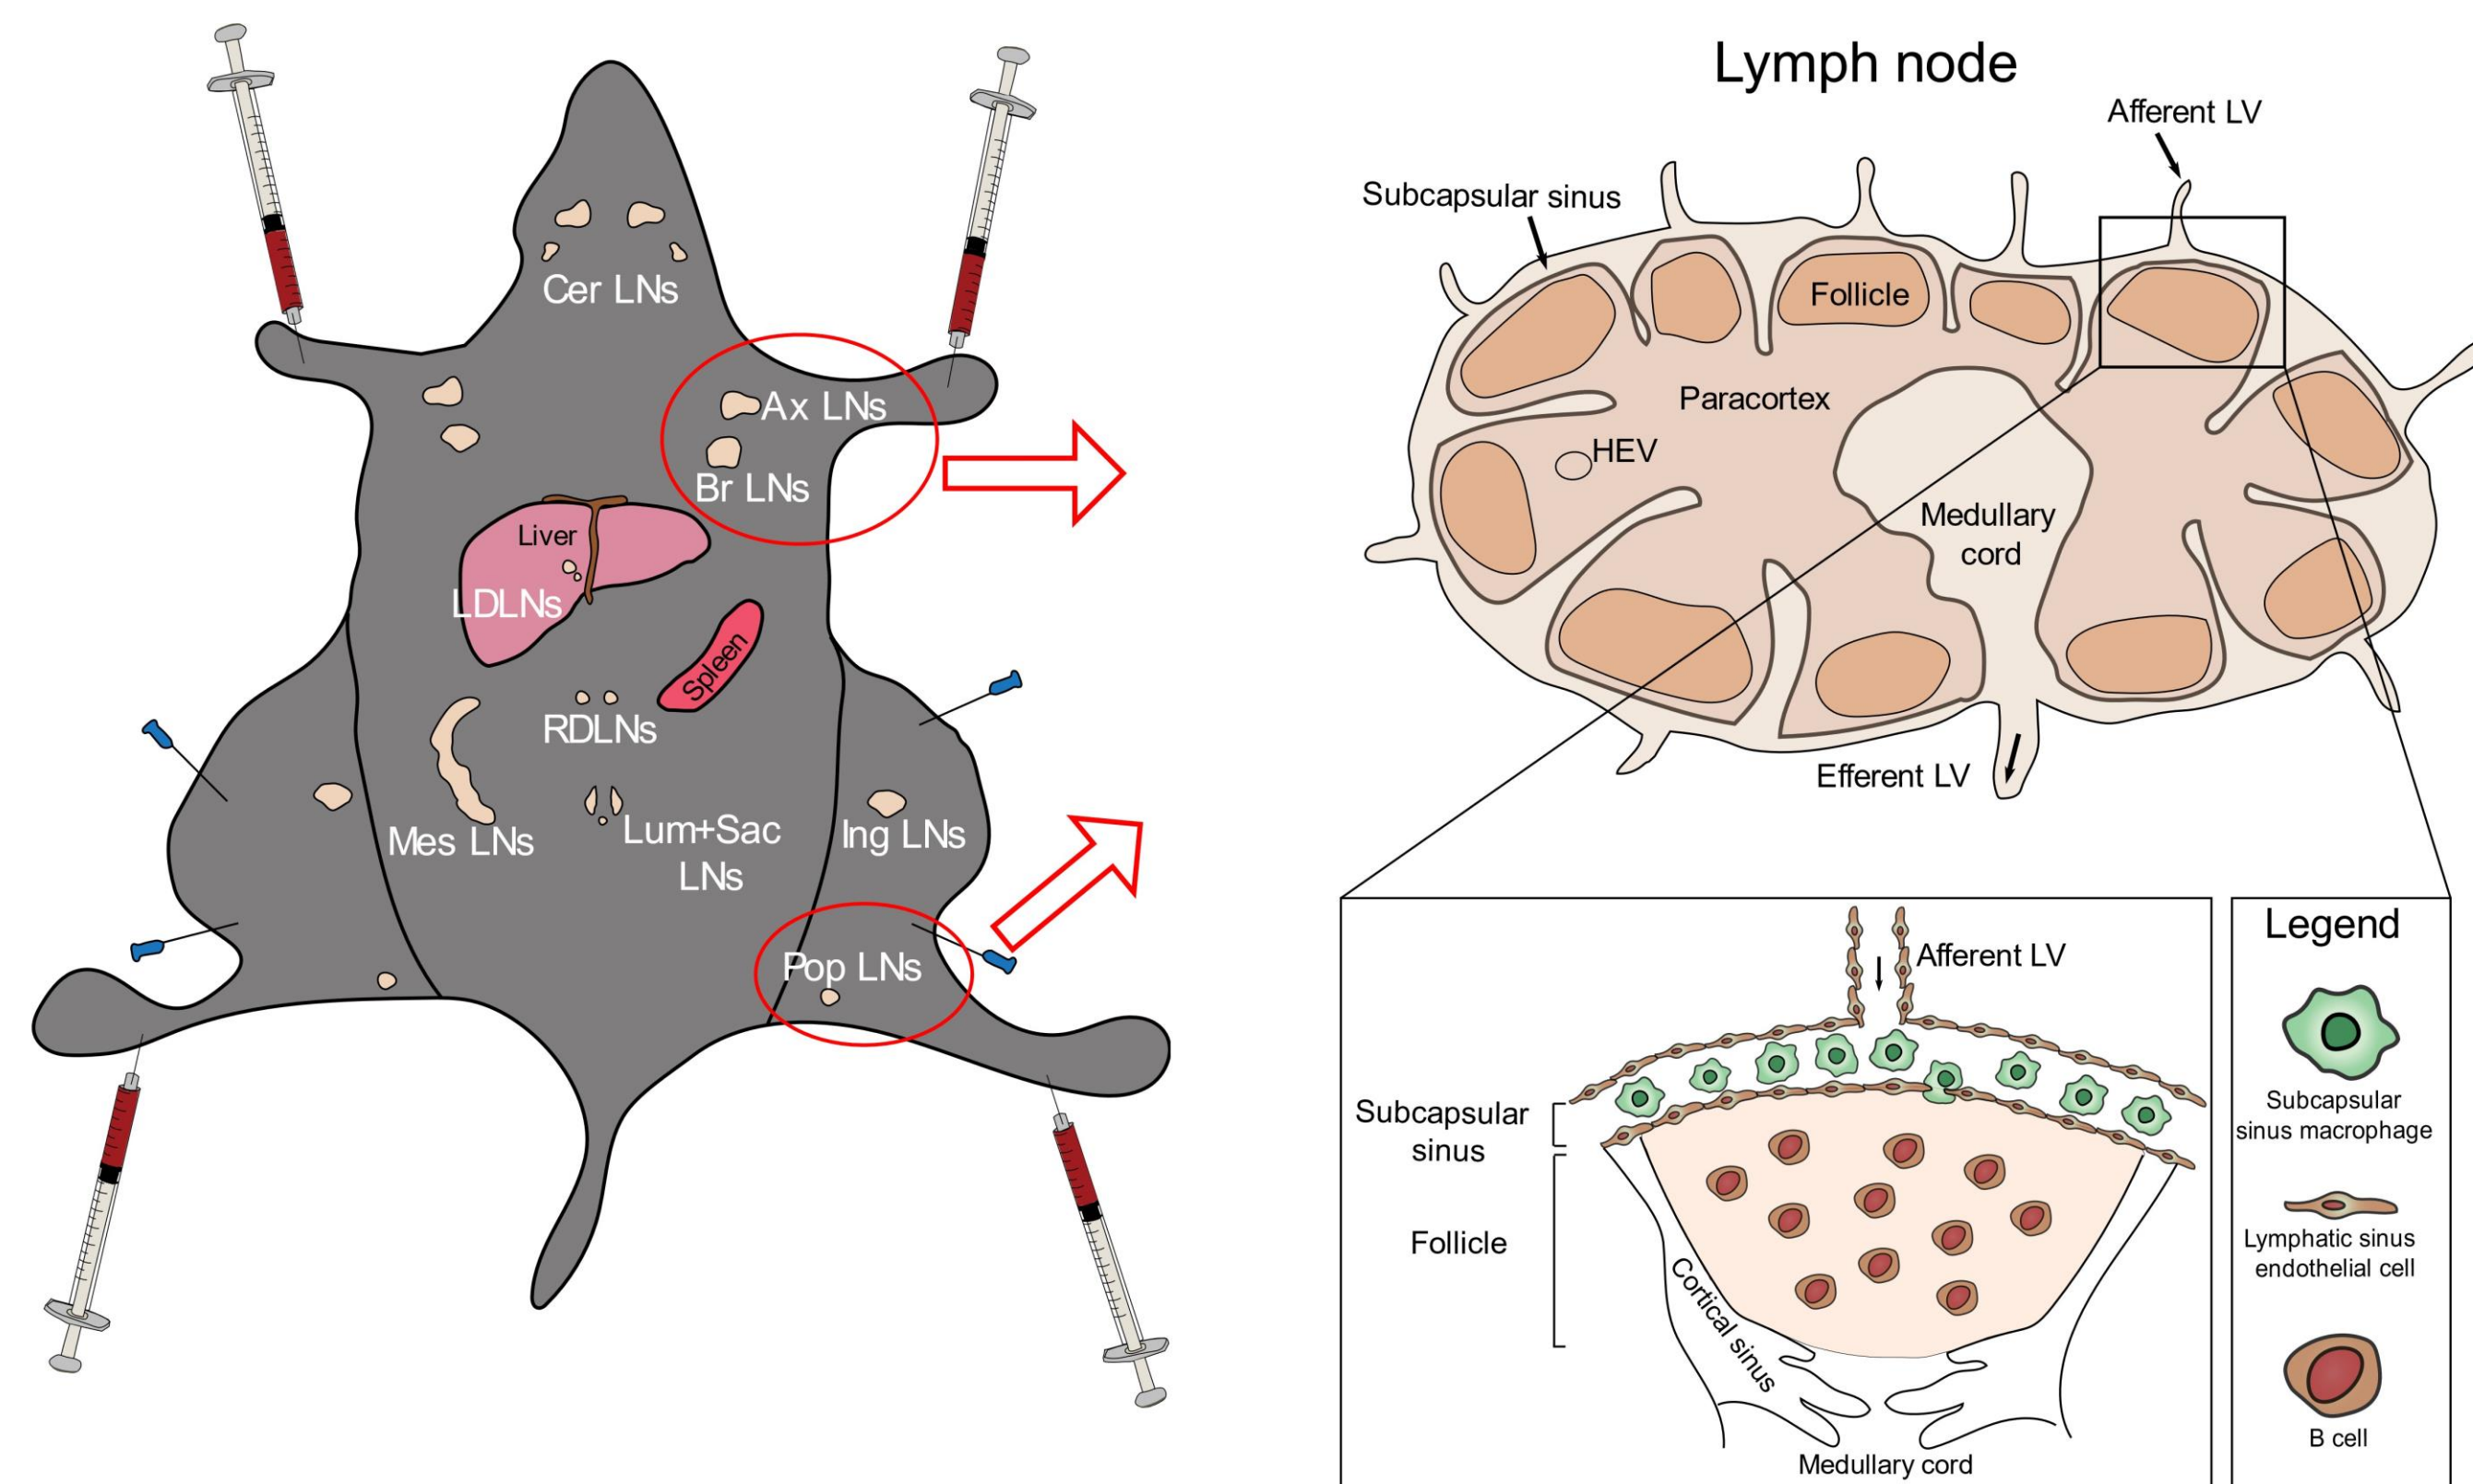 Cer LNs
Ax LNs
Br LNs
Liver
LDLNs
Spleen
RDLNs
Mes LNs
Lum+Sac
LNs
Ing LNs
Pop LNs
Lymph node
Afferent LV
Subcapsular sinus
Follicle
Paracortex
HEV
Medullary
cord
Efferent LV
Afferent LV
Subcapsular
sinus
Follicle
Cortical sinus
Medullary cord
Legend
Subcapsular
sinus macrophage
Lymphatic sinus
endothelial cell
B cell